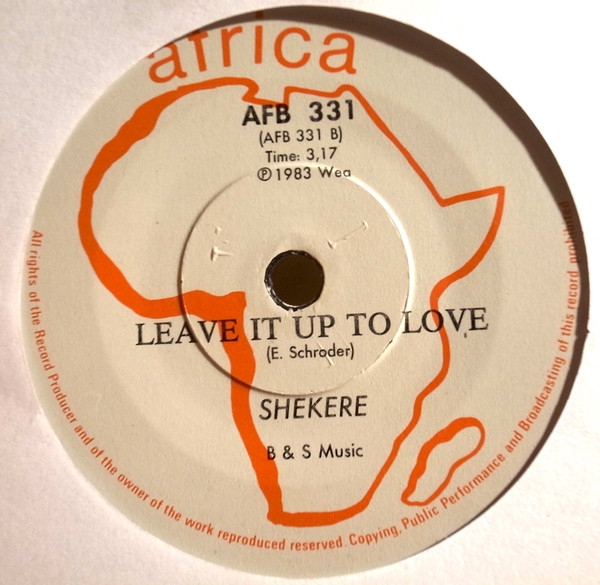 africa
AFB 331
(AFB 331 B)
Time: 3,17
℗ 1983 Wea
LEAVE IT UP TO LOVE
(E. Schroder)
SHEKERE
B & S Music
All rights of the Record Producer and of the owner of the work reproduced reserved. Copying, Public Performance and Broadcasting of this record prohibited